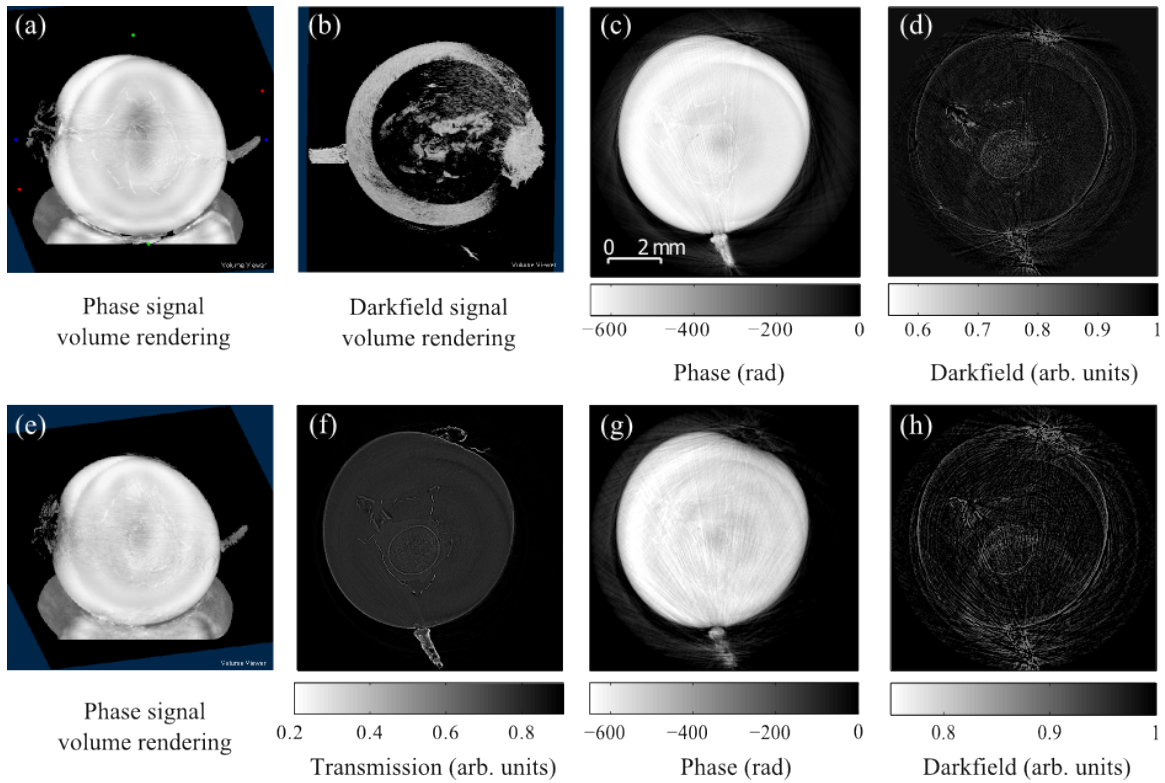 (a)
(b)
(c)
(d)
Volume Viewer
Volume Viewer
0 2 mm
−600 −400 −200 0
0.6 0.7 0.8 0.9 1
Phase signal
volume rendering
Darkfield signal
volume rendering
Phase (rad)
Darkfield (arb. units)
(e)
(f)
(g)
(h)
Volume Viewer
0.2 0.4 0.6 0.8
−600 −400 −200 0
0.8 0.9 1
Phase signal
volume rendering
Transmission (arb. units)
Phase (rad)
Darkfield (arb. units)